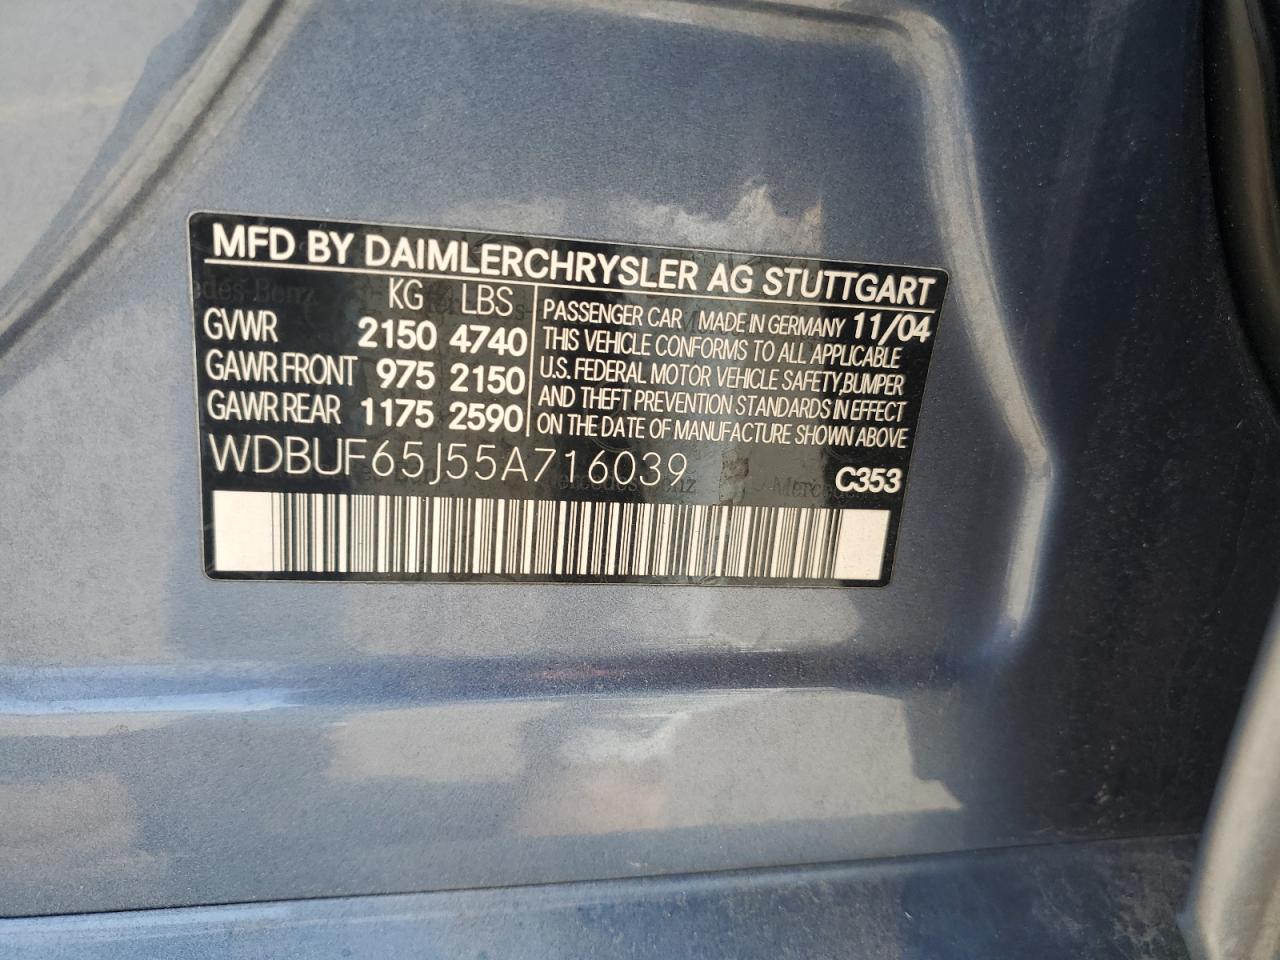 MFD BY DAIMLERCHRYSLER AG STUTTGART
KG LBS
GVWR 2150 4740
GAWR FRONT 975 2150
GAWR REAR 1175 2590
PASSENGER CAR MADE IN GERMANY 11/04
THIS VEHICLE CONFORMS TO ALL APPLICABLE
U.S. FEDERAL MOTOR VEHICLE SAFETY,BUMPER
AND THEFT PREVENTION STANDARDS IN EFFECT
ON THE DATE OF MANUFACTURE SHOWN ABOVE
WDBUF65J55A716039
C353